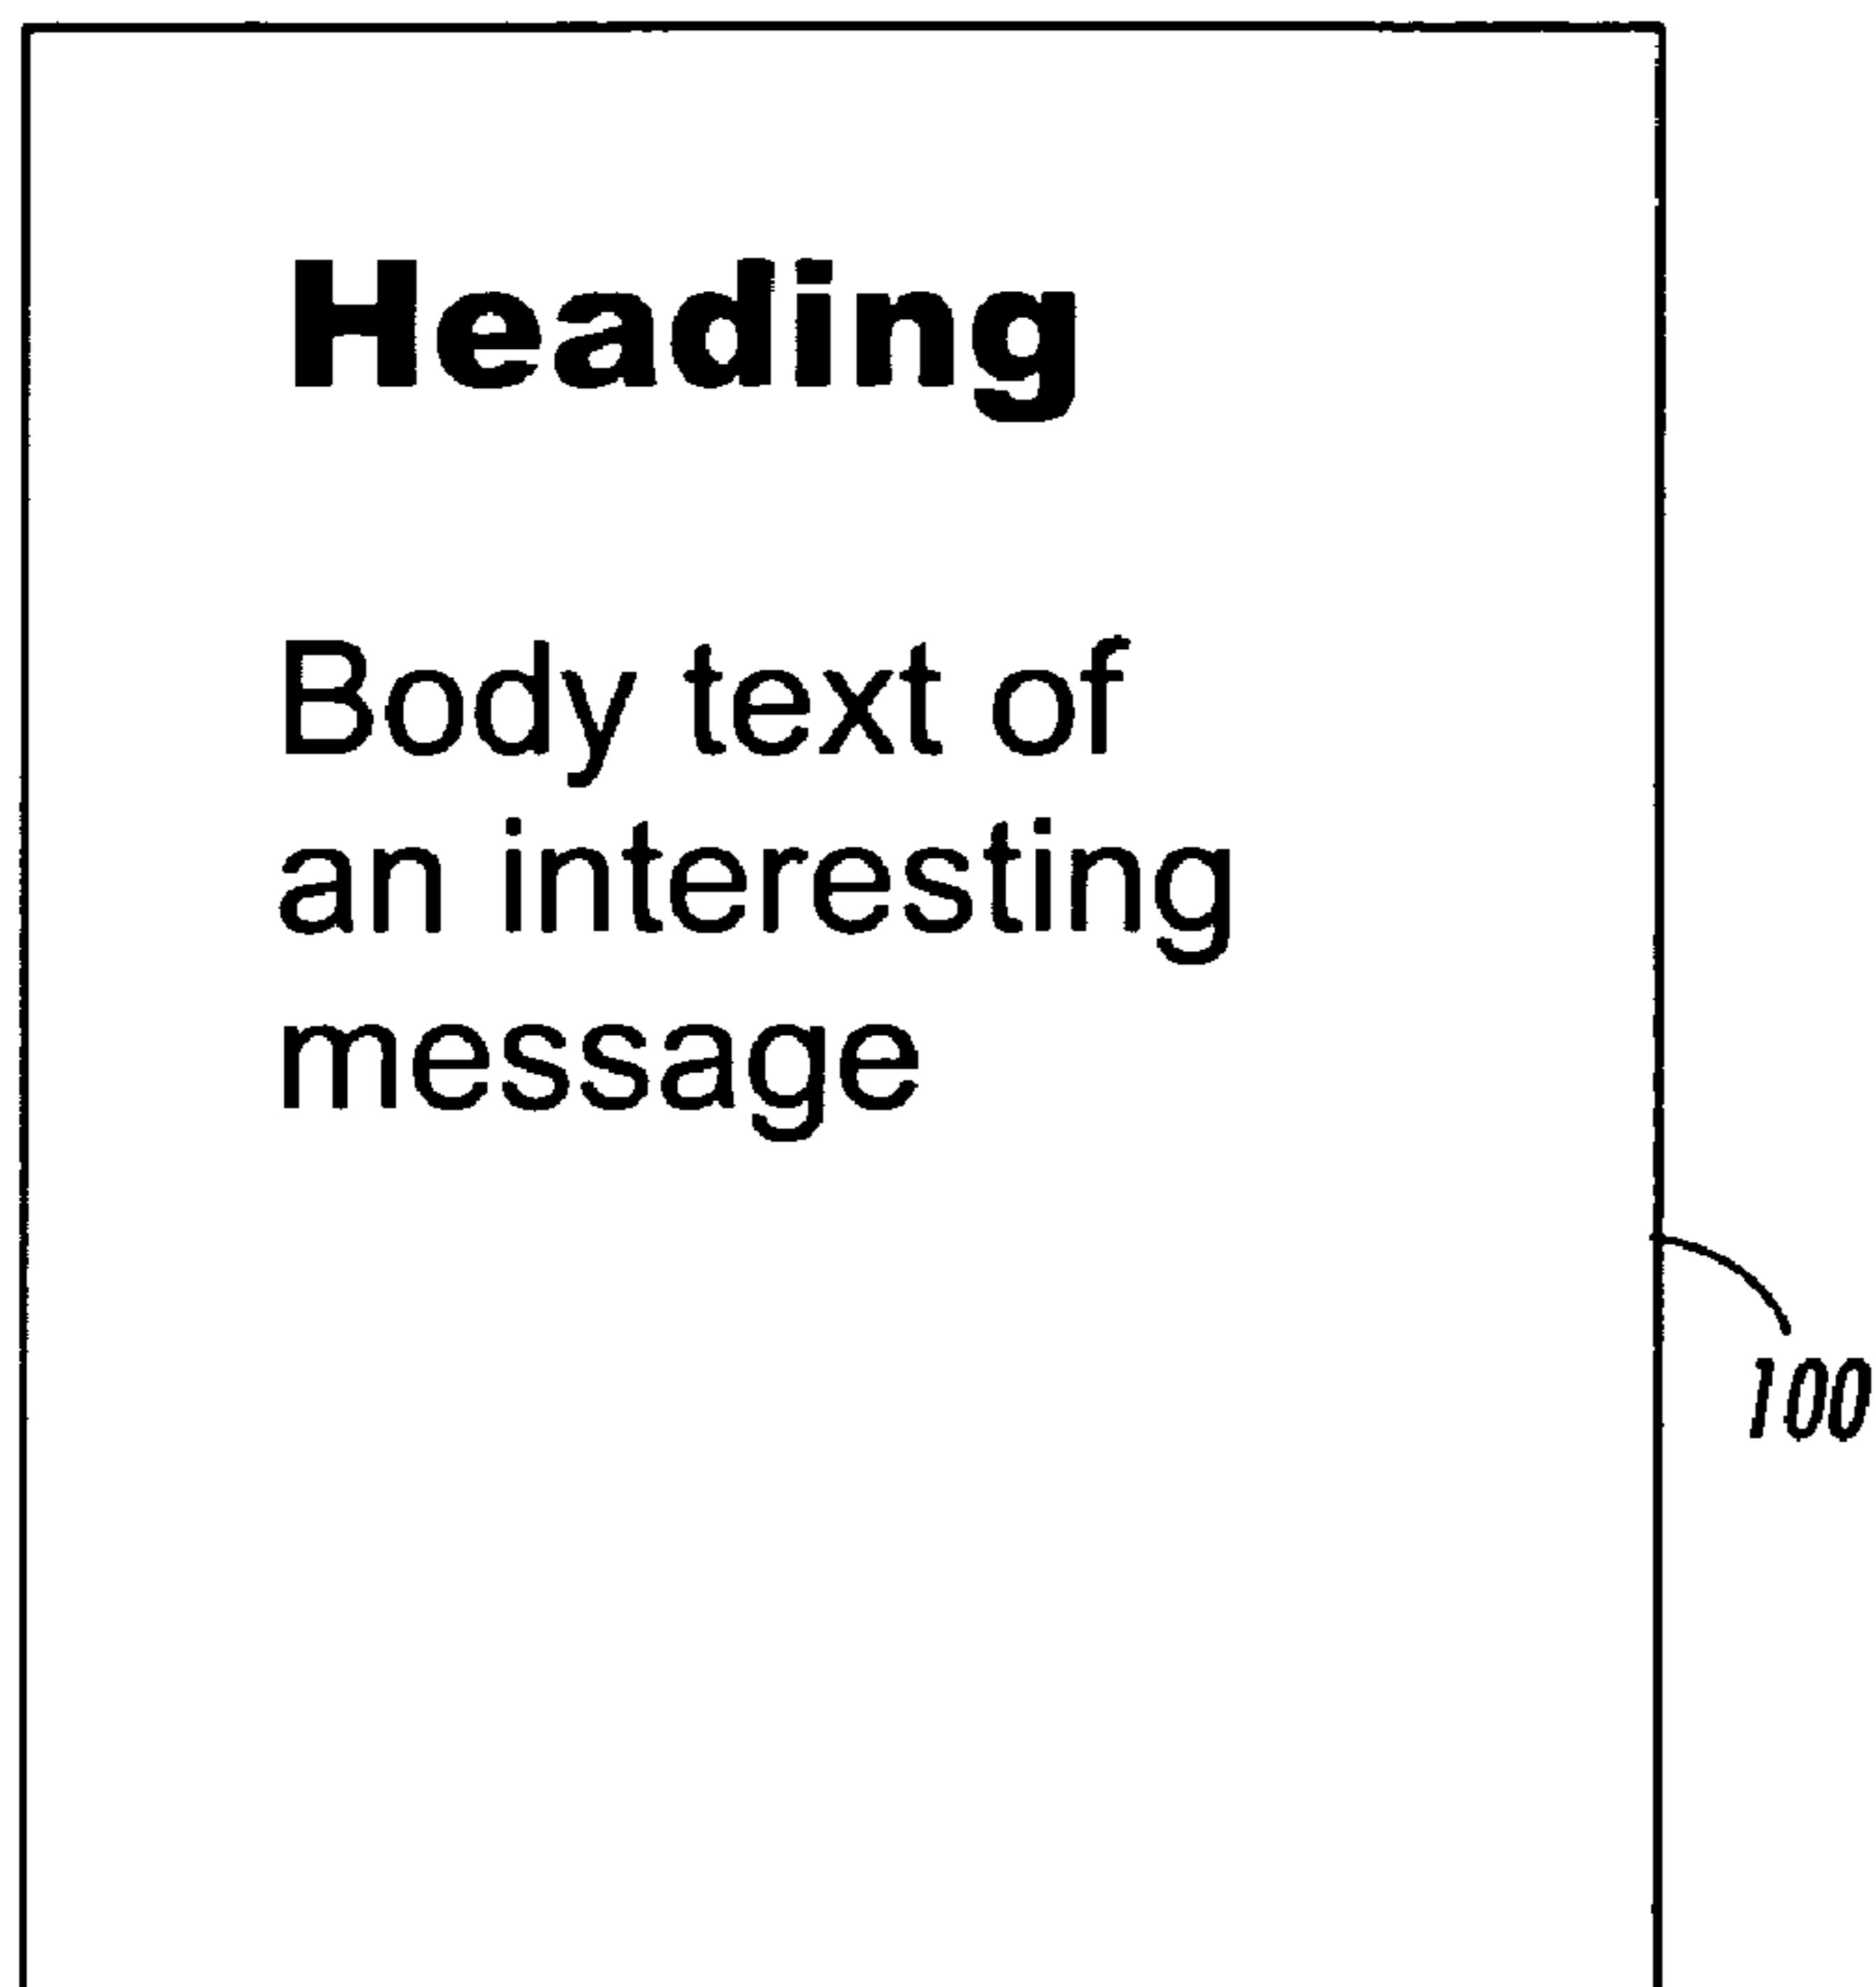 Heading
Body text of
an interesting
message
100